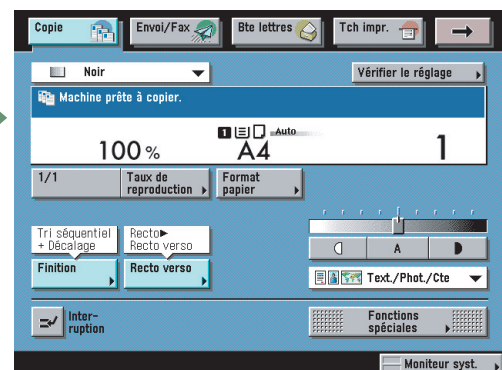 Copie Envoi/Fax Bte lettres Tch impr.
Noir Vérifier le réglage
Machine prête à copier.
1 Auto
100 % A4 1
1/1 Taux de Format
reproduction papier
Tri séquentiel Recto►
+ Décalage Recto verso
A
Finition Recto verso
Text./Phot./Cte
Inter- Fonctions
ruption spéciales
Moniteur syst.